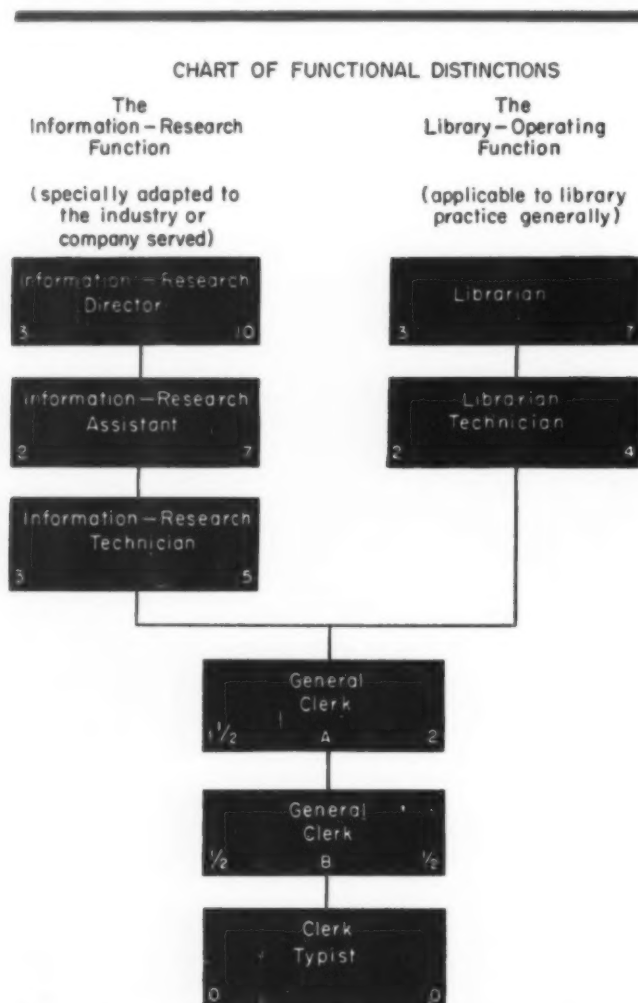 CHART OF FUNCTIONAL DISTINCTIONS
The
Information-Research
Function
(specially adapted to
the industry or
company served)
Information-Research
Director
3 10
Information-Research
Assistant
2 7
Information-Research
Technician
3 5
The
Library-Operating
Function
(applicable to library
practice generally)
Librarian
3 7
Librarian
Technician
2 4
General
Clerk
1 1/2 A 2
General
Clerk
1/2 B 1/2
Clerk
Typist
0 0